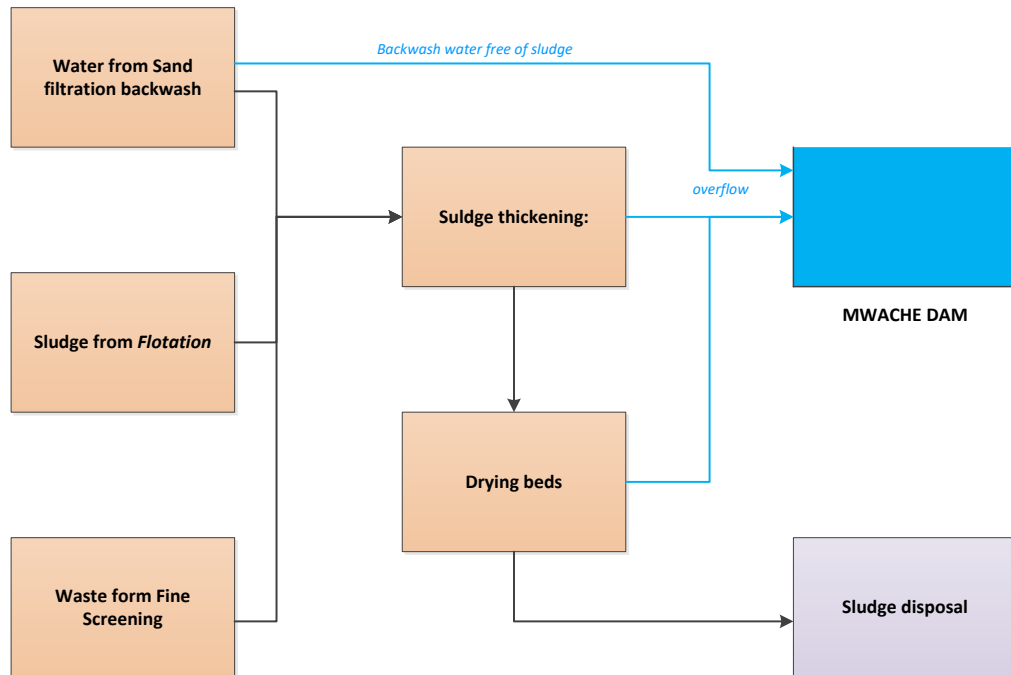 Backwash water free of sludge
Water from Sand
filtration backwash
overflow
Suldge thickening:
MWACHE DAM
Sludge from Flotation
Drying beds
Waste form Fine
Screening
Sludge disposal